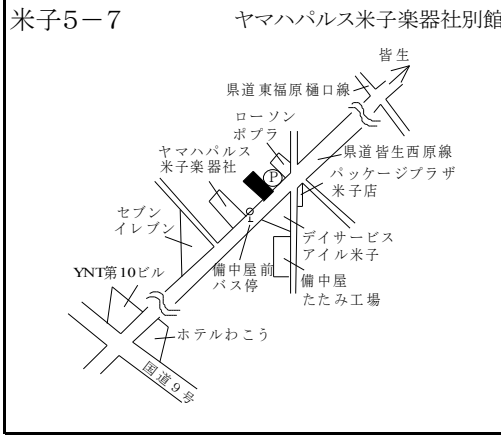 米子5－7
ヤマハパルス米子楽器社別館
皆生
県道東福原樋口線
ローソン
ポプラ
ヤマハパルス
米子楽器社
P
県道皆生西原線
パッケージプラザ
米子店
セブン
イレブン
デイサービス
アイル米子
備中屋前
バス停
備中屋
たたみ工場
YNT第10ビル
ホテルわこう
国道9号